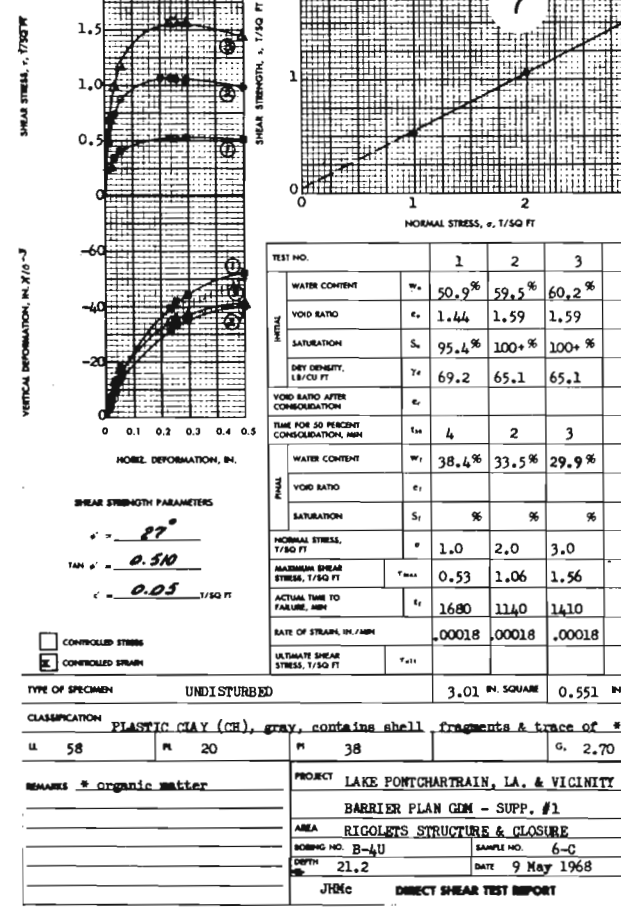 SHEAR STRESS, τ, T/SQ FT
1.5
1.0
0.5
0
3
2
1
SHEAR STRENGTH, s, T/SQ FT
1
0
0 1 2
NORMAL STRESS, σ, T/SQ FT
VERTICAL DEFORMATION, IN.
-60
-40
-20
0
1
3
2
0 0.1 0.2 0.3 0.4 0.5
HORIZ. DEFORMATION, IN.
SHEAR STRENGTH PARAMETERS
φ' = 27°
TAN φ' = 0.510
c' = 0.05 T/SQ FT
CONTROLLED STRESS
X CONTROLLED STRAIN
TEST NO. 1 2 3
INITIAL
WATER CONTENT w₀ 50.9% 59.5% 60.2%
VOID RATIO e₀ 1.44 1.59 1.59
SATURATION S₀ 95.4% 100+% 100+%
DRY DENSITY, LB/CU FT γd 69.2 65.1 65.1
VOID RATIO AFTER CONSOLIDATION ec
TIME FOR 50 PERCENT CONSOLIDATION, MIN t50 4 2 3
FINAL
WATER CONTENT wf 38.4% 33.5% 29.9%
VOID RATIO ef
SATURATION Sf % % %
NORMAL STRESS, T/SQ FT σ 1.0 2.0 3.0
MAXIMUM SHEAR STRESS, T/SQ FT τmax 0.53 1.06 1.56
ACTUAL TIME TO FAILURE, MIN tf 1680 1140 1410
RATE OF STRAIN, IN./MIN .00018 .00018 .00018
ULTIMATE SHEAR STRESS, T/SQ FT τult
TYPE OF SPECIMEN UNDISTURBED 3.01 IN. SQUARE 0.551 IN
CLASSIFICATION PLASTIC CLAY (CH), gray, contains shell fragments & trace of *
LL 58 PL 20 PI 38 G, 2.70
REMARKS * organic matter
PROJECT LAKE PONTCHARTRAIN, LA. & VICINITY
BARRIER PLAN GDM - SUPP. #1
AREA RIGOLETS STRUCTURE & CLOSURE
BORING NO. B-4U SAMPLE NO. 6-C
DEPTH 21.2 DATE 9 May 1968
JHMc DIRECT SHEAR TEST REPORT